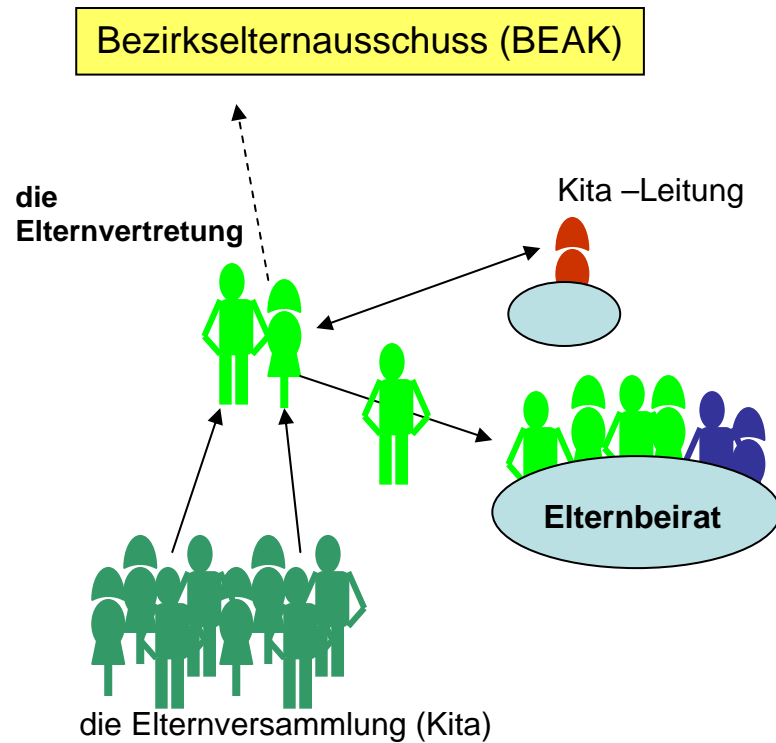 Bezirkselternausschuss (BEAK)
die
Elternvertretung
Kita –Leitung
Elternbeirat
die Elternversammlung (Kita)